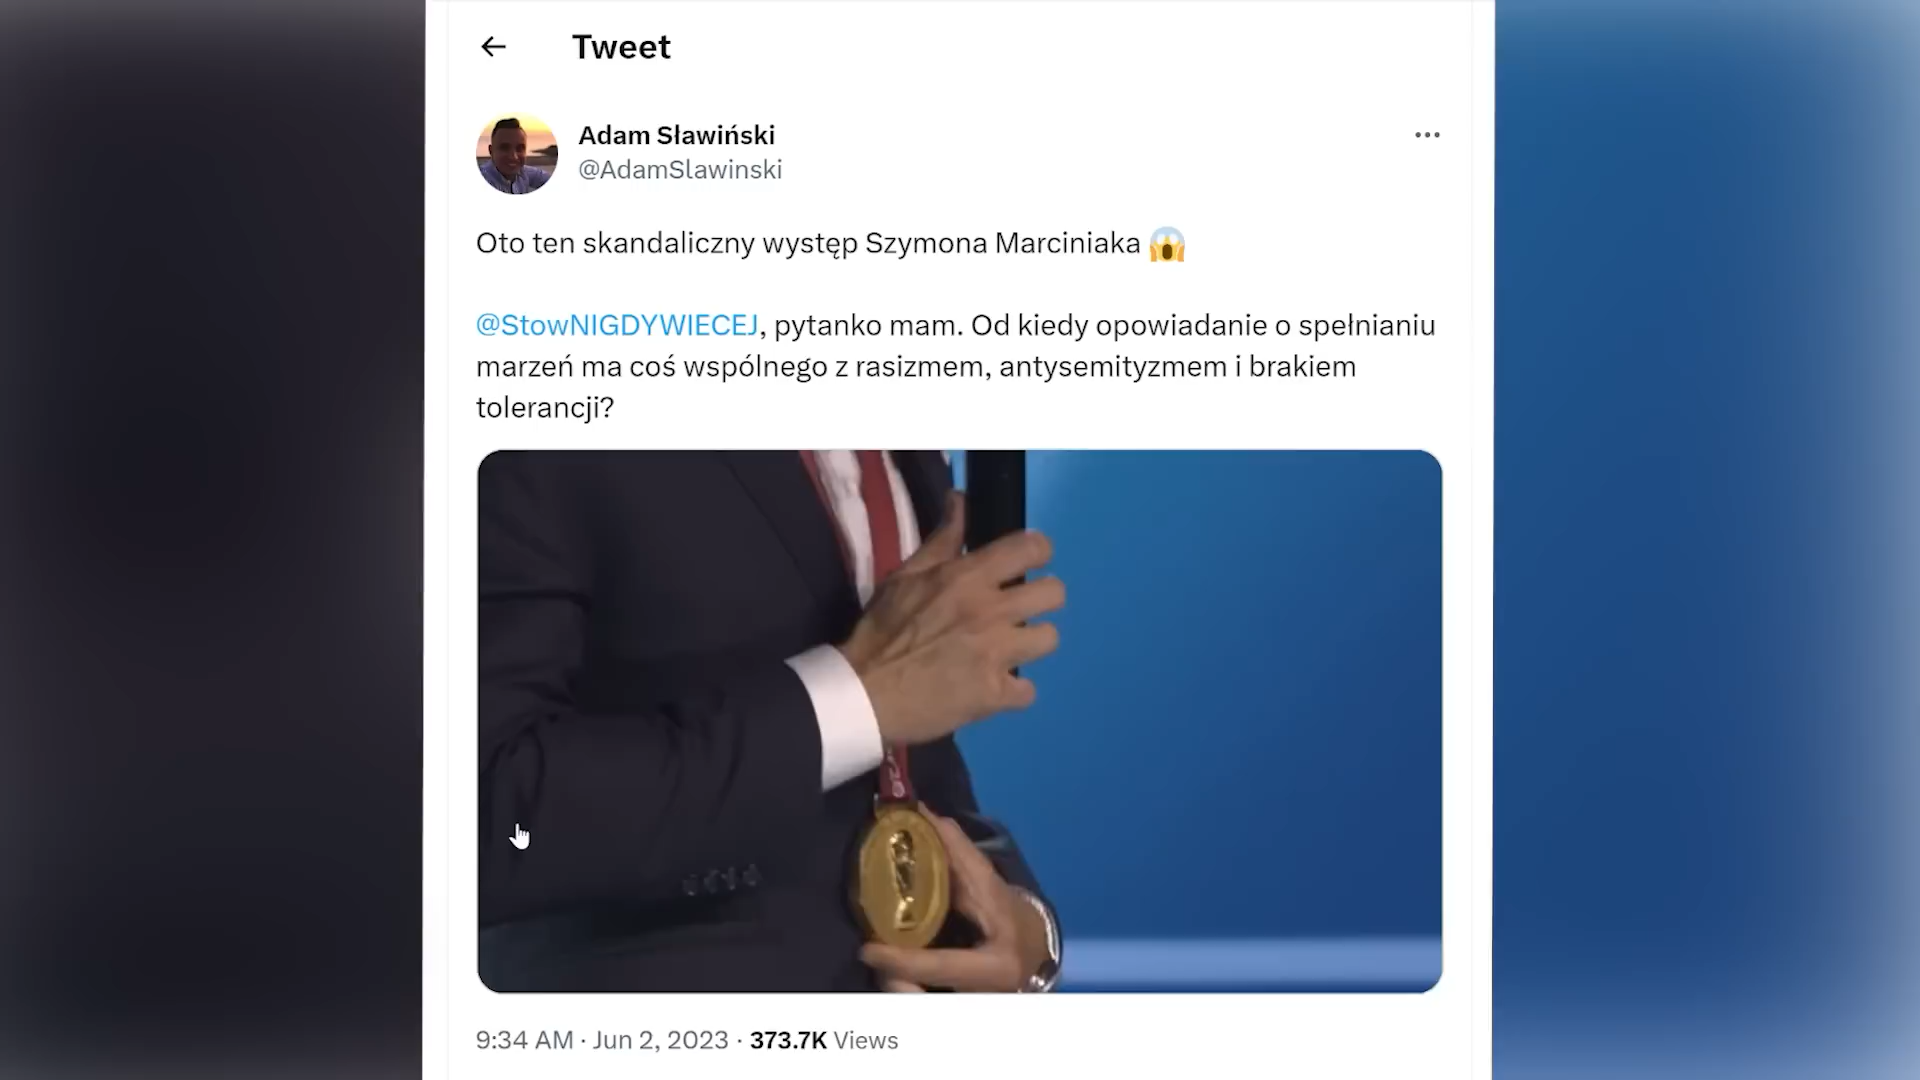 Tweet
Adam Sławiński
@AdamSlawinski
Oto ten skandaliczny występ Szymona Marciniaka 😱
@StowNIGDYWIECEJ, pytanko mam. Od kiedy opowiadanie o spełnianiu
marzeń ma coś wspólnego z rasizmem, antysemityzmem i brakiem
tolerancji?
9:34 AM · Jun 2, 2023 · 373.7K Views